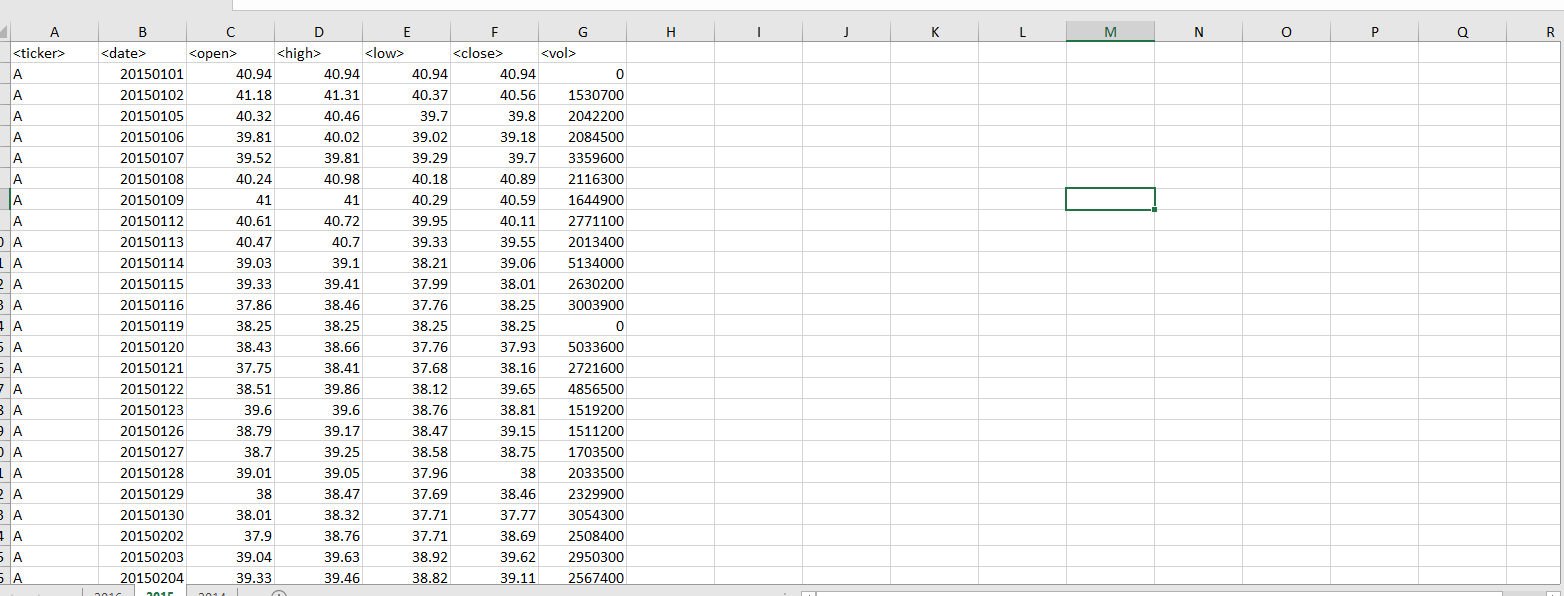 A B C D E F G H I J K L M N O P Q R
<ticker> <date> <open> <high> <low> <close> <vol>
A 20150101 40.94 40.94 40.94 40.94 0
A 20150102 41.18 41.31 40.37 40.56 1530700
A 20150105 40.32 40.46 39.7 39.8 2042200
A 20150106 39.81 40.02 39.02 39.18 2084500
A 20150107 39.52 39.81 39.29 39.7 3359600
A 20150108 40.24 40.98 40.18 40.89 2116300
A 20150109 41 41 40.29 40.59 1644900
A 20150112 40.61 40.72 39.95 40.11 2771100
A 20150113 40.47 40.7 39.33 39.55 2013400
A 20150114 39.03 39.1 38.21 39.06 5134000
A 20150115 39.33 39.41 37.99 38.01 2630200
A 20150116 37.86 38.46 37.76 38.25 3003900
A 20150119 38.25 38.25 38.25 38.25 0
A 20150120 38.43 38.66 37.76 37.93 5033600
A 20150121 37.75 38.41 37.68 38.16 2721600
A 20150122 38.51 39.86 38.12 39.65 4856500
A 20150123 39.6 39.6 38.76 38.81 1519200
A 20150126 38.79 39.17 38.47 39.15 1511200
A 20150127 38.7 39.25 38.58 38.75 1703500
A 20150128 39.01 39.05 37.96 38 2033500
A 20150129 38 38.47 37.69 38.46 2329900
A 20150130 38.01 38.32 37.71 37.77 3054300
A 20150202 37.9 38.76 37.71 38.69 2508400
A 20150203 39.04 39.63 38.92 39.62 2950300
A 20150204 39.33 39.46 38.82 39.11 2567400
2016 2015 2014